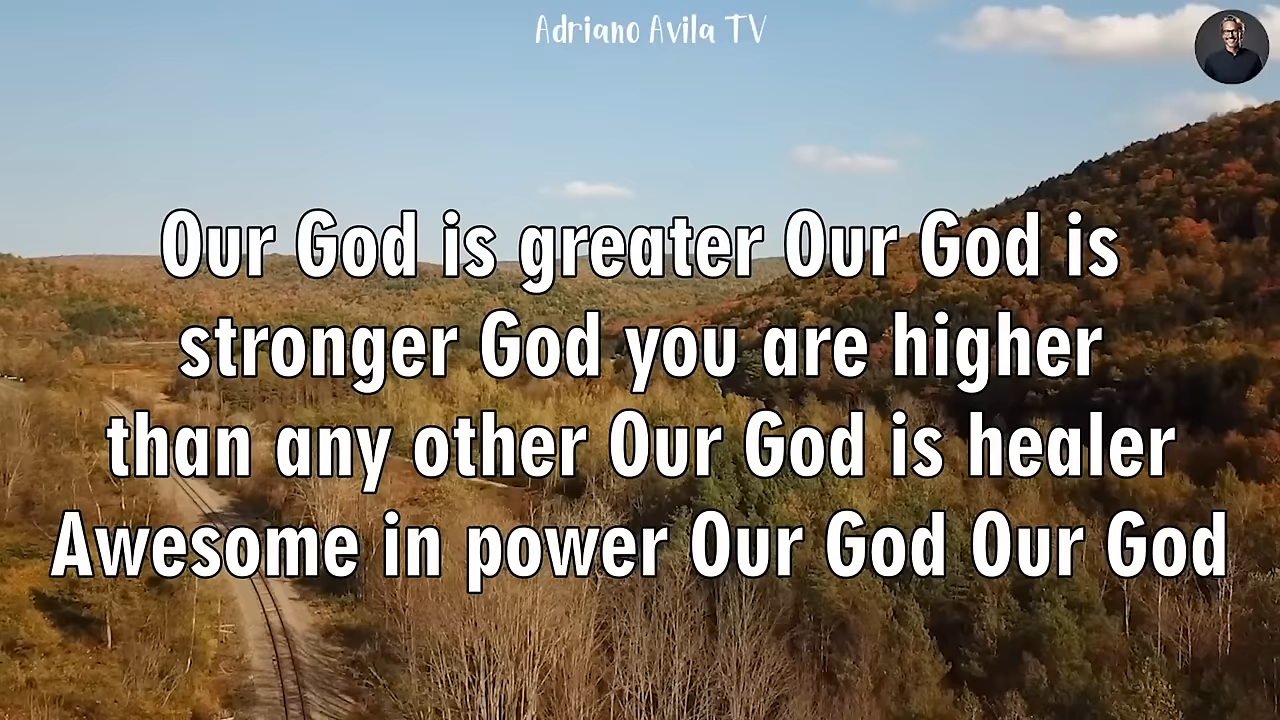 Adriano Avila TV
Our God is greater Our God is
stronger God you are higher
than any other Our God is healer
Awesome in power Our God Our God